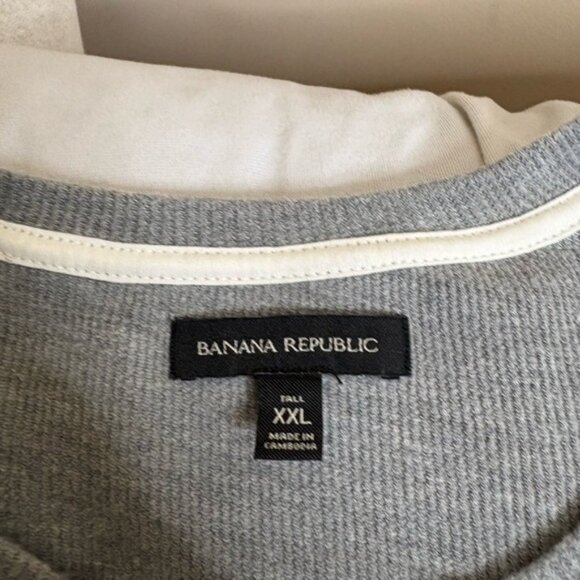 BANANA REPUBLIC
TALL
XXL
MADE IN
CAMBODIA